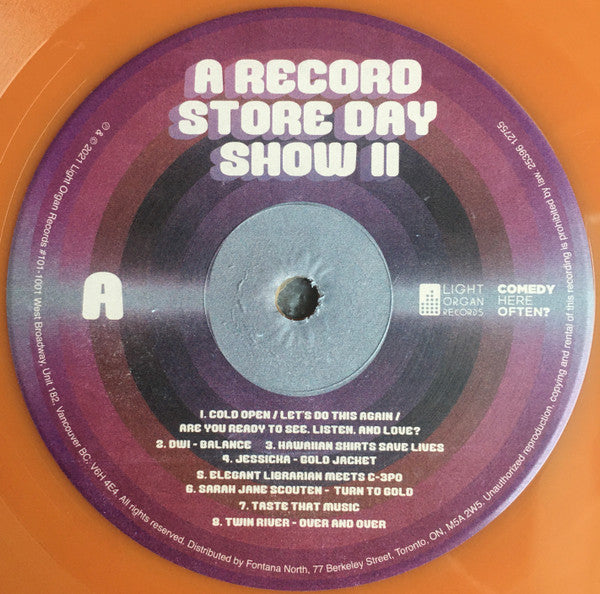 A RECORD
STORE DAY
SHOW II
A
LIGHT
ORGAN
RECORDS
COMEDY
HERE
OFTEN?
1. COLD OPEN / LET'S DO THIS AGAIN /
ARE YOU READY TO SEE, LISTEN, AND LOVE?
2. DWI - BALANCE 3. HAWAIIAN SHIRTS SAVE LIVES
4. JESSICKA - GOLD JACKET
5. ELEGANT LIBRARIAN MEETS C-3PO
6. SARAH JANE SCOUTEN - TURN TO GOLD
7. TASTE THAT MUSIC
8. TWIN RIVER - OVER AND OVER
℗ & © 2021 Light Organ Records #101-1001 West Broadway, Unit 182, Vancouver BC, V6H 4E4. All rights reserved. Distributed by Fontana North, 77 Berkeley Street, Toronto, ON, M5A 2W5. Unauthorized reproduction, copying and rental of this recording is prohibited by law. 25396 12755